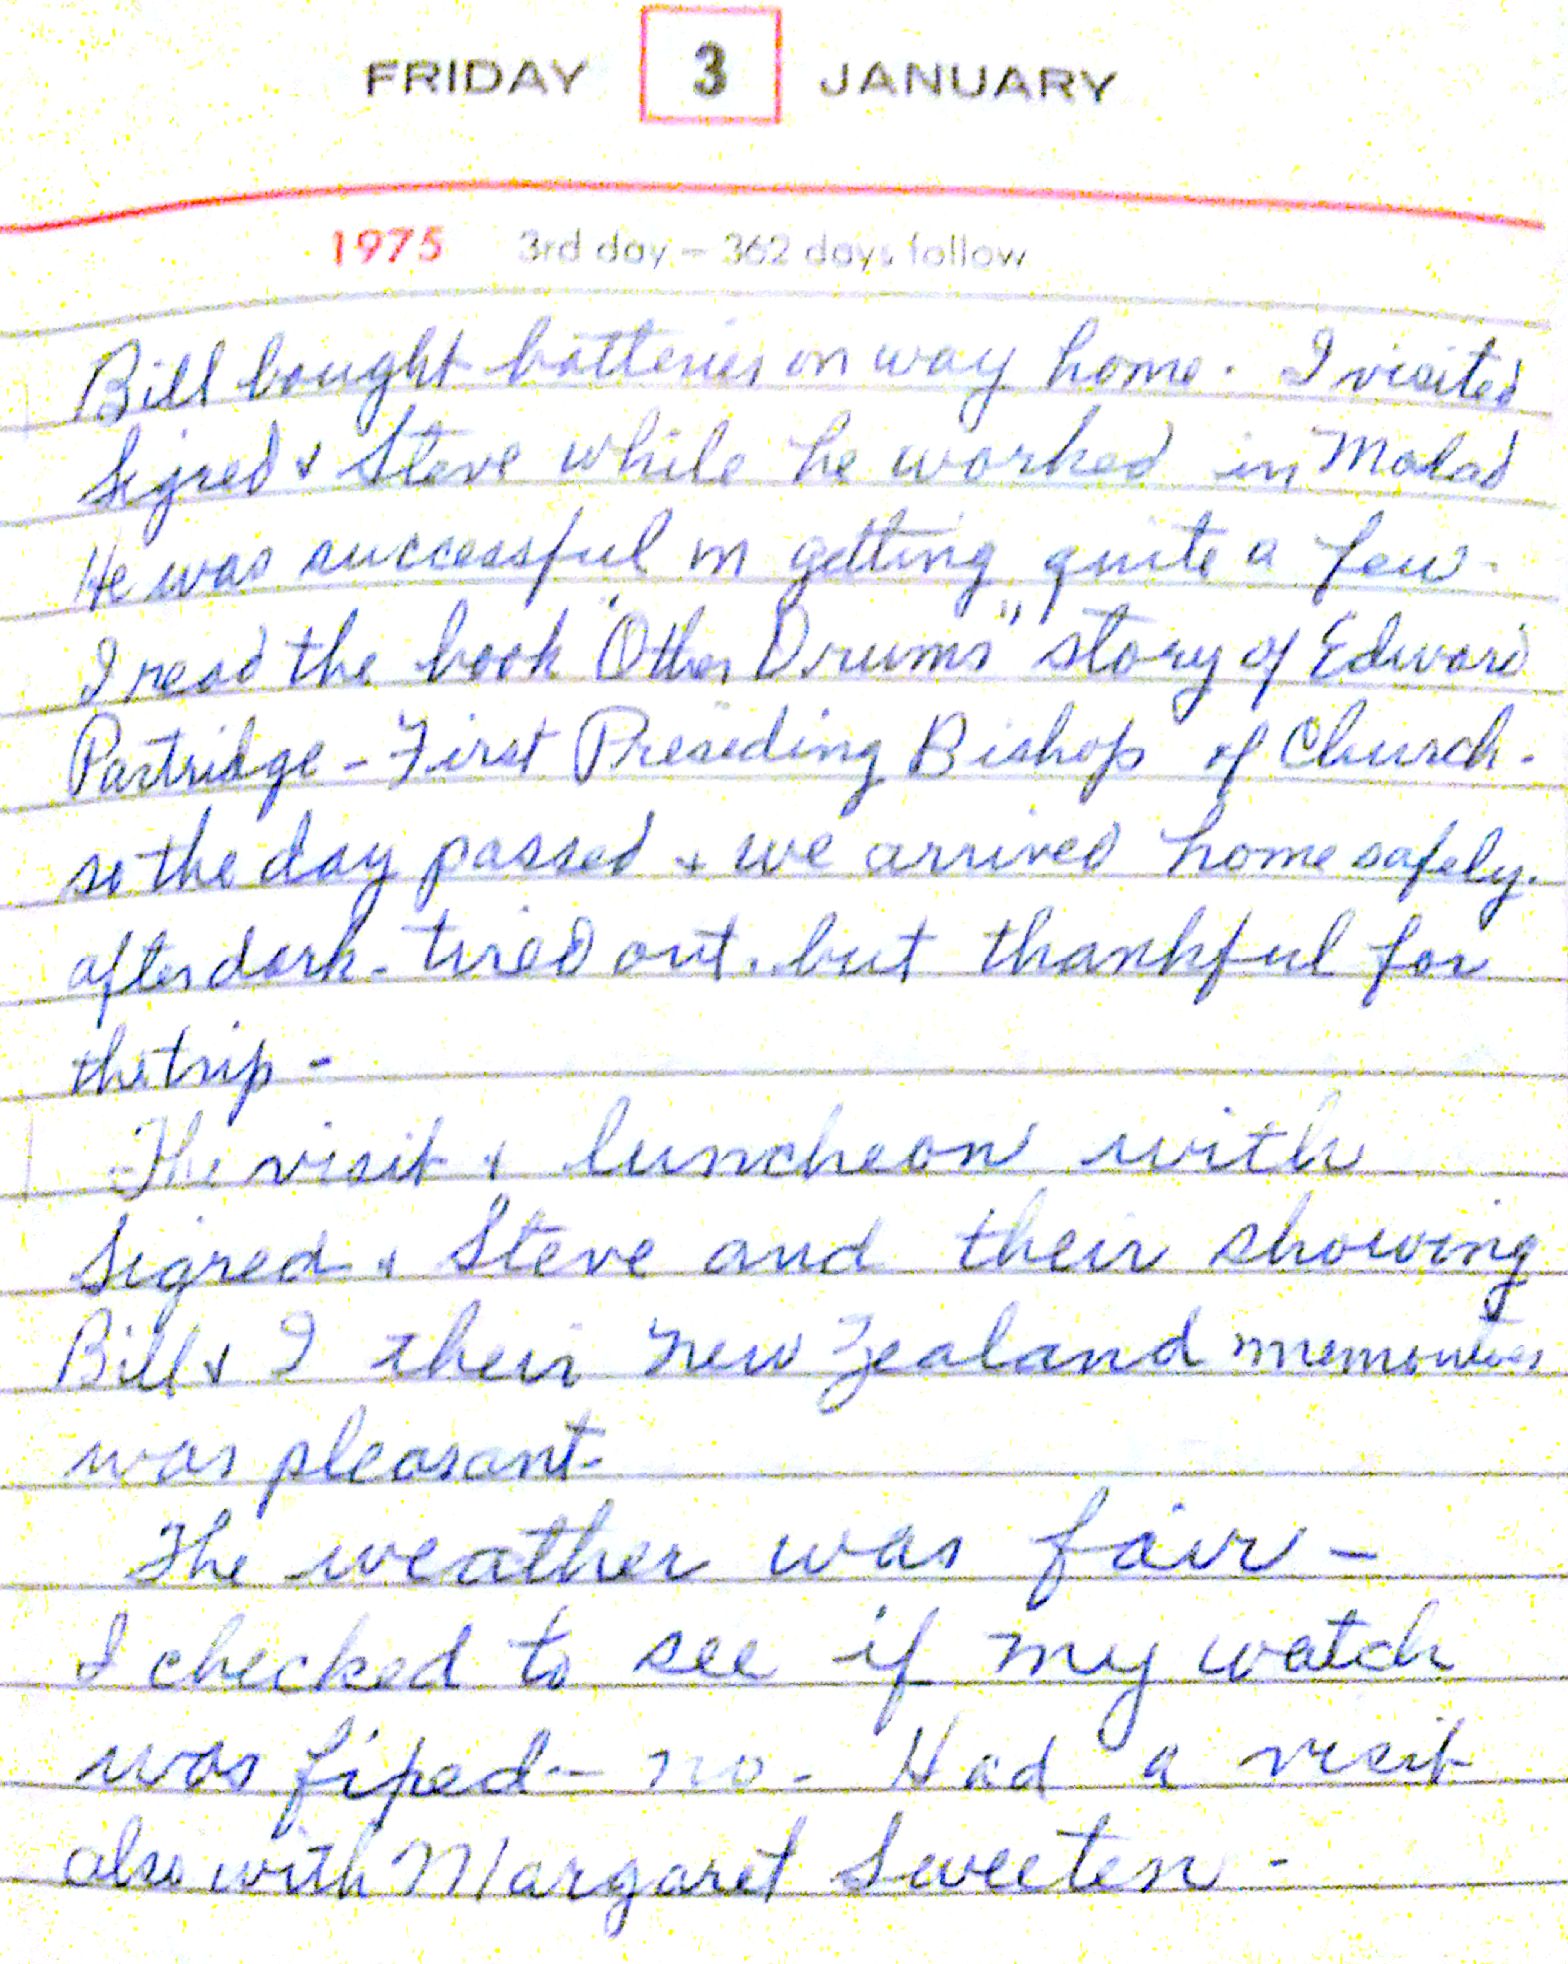 FRIDAY 3 JANUARY
1975 3rd day – 362 days follow
Bill bought batteries on way home. I visited
Sigred & Steve while he worked in Malad
He was successful in getting quite a few.
I read the book "Other Drums" story of Edward
Partridge - First Preseding Bishop of Church.
so the day passed & we arrived home safely.
after dark - tired out. but thankful for
the trip -
The visit & luncheon with
Sigred & Steve and their showing
Bill & I their New Zealand memories
was pleasant-
The weather was fair -
I checked to see if my watch
was fixed - no - Had a visit
also with Margaret Sweeten -